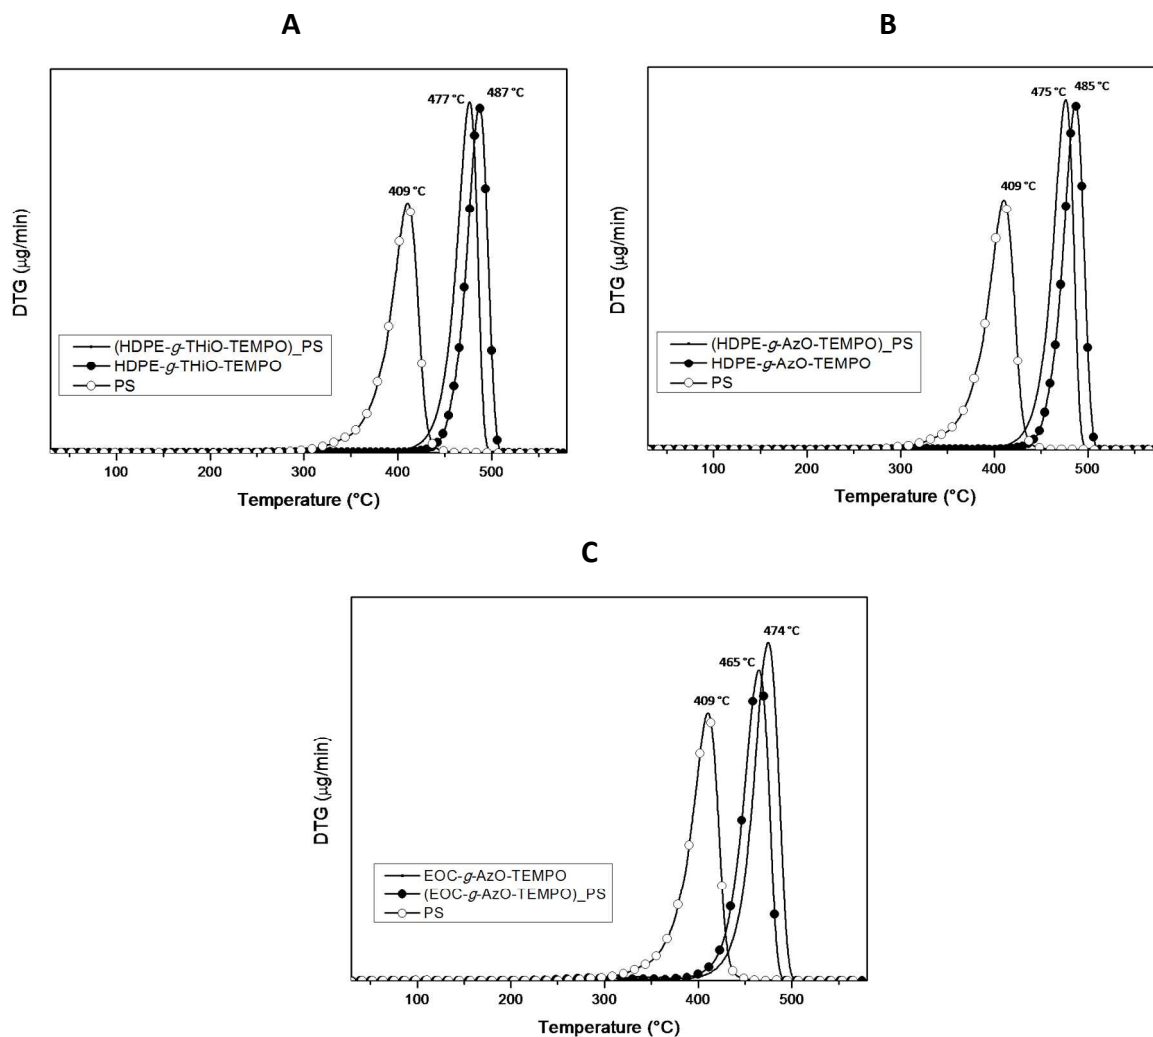 A
477 °C
487 °C
409 °C
DTG (µg/min)
(HDPE-g-THiO-TEMPO)_PS
HDPE-g-THiO-TEMPO
PS
100
200
300
400
500
Temperature (°C)
B
475 °C
485 °C
409 °C
DTG (µg/min)
(HDPE-g-AzO-TEMPO)_PS
HDPE-g-AzO-TEMPO
PS
100
200
300
400
500
Temperature (°C)
C
474 °C
465 °C
409 °C
DTG (µg/min)
EOC-g-AzO-TEMPO
(EOC-g-AzO-TEMPO)_PS
PS
100
200
300
400
500
Temperature (°C)